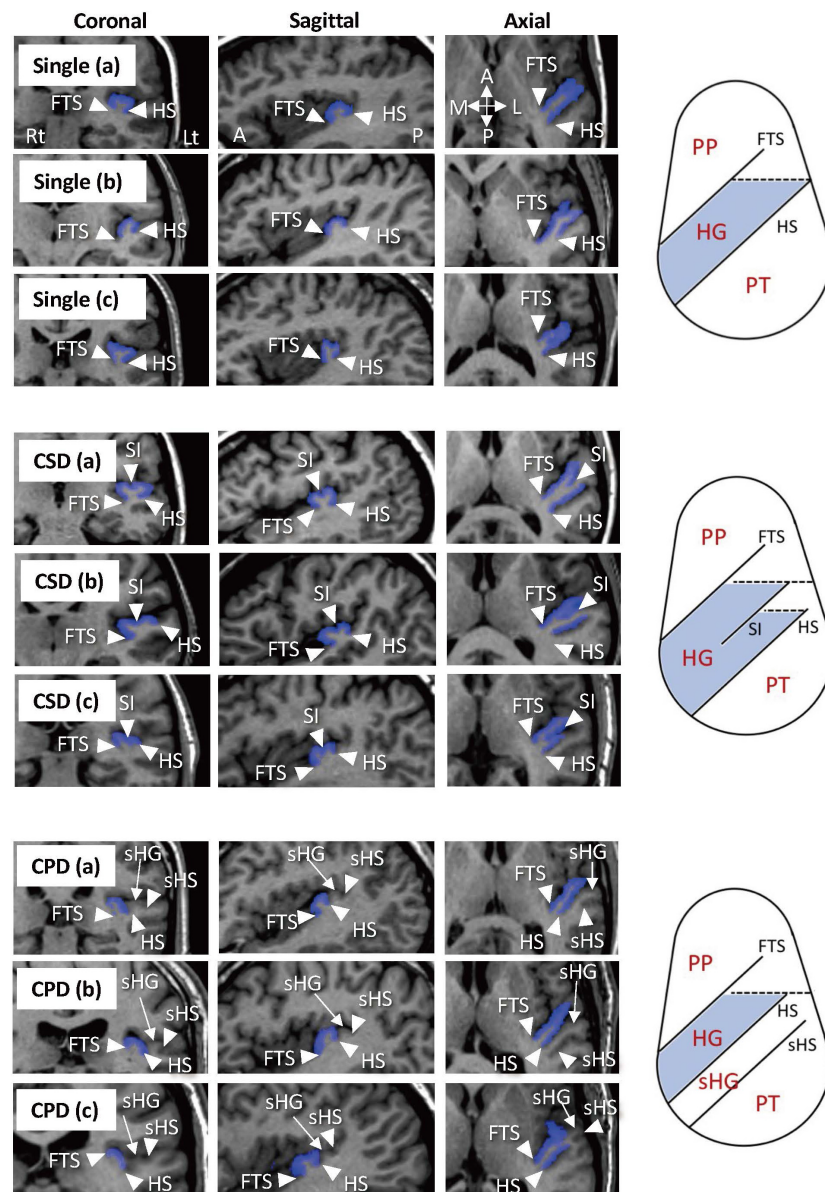 Coronal Sagittal Axial
Single (a)
FTS HS
Rt Lt
FTS HS
A P
FTS
A
M L
P
HS
PP
FTS
HG
HS
PT
Single (b)
FTS HS
FTS HS
FTS
HS
Single (c)
FTS HS
FTS HS
FTS
HS
CSD (a)
SI
FTS HS
SI
FTS HS
SI
FTS
HS
PP
FTS
SI HS
HG
PT
CSD (b)
SI
FTS HS
SI
FTS HS
SI
FTS
HS
CSD (c)
SI
FTS HS
SI
FTS HS
SI
FTS
HS
CPD (a)
sHG
sHS
FTS
HS
sHG
sHS
FTS
HS
sHG
FTS
HS sHS
PP
FTS
HS
HG
sHS
sHG
PT
CPD (b)
sHG
sHS
FTS
HS
sHG
sHS
FTS
HS
sHG
FTS
HS sHS
CPD (c)
sHG
sHS
FTS
HS
sHG
sHS
FTS
HS
sHG
sHS
FTS
HS